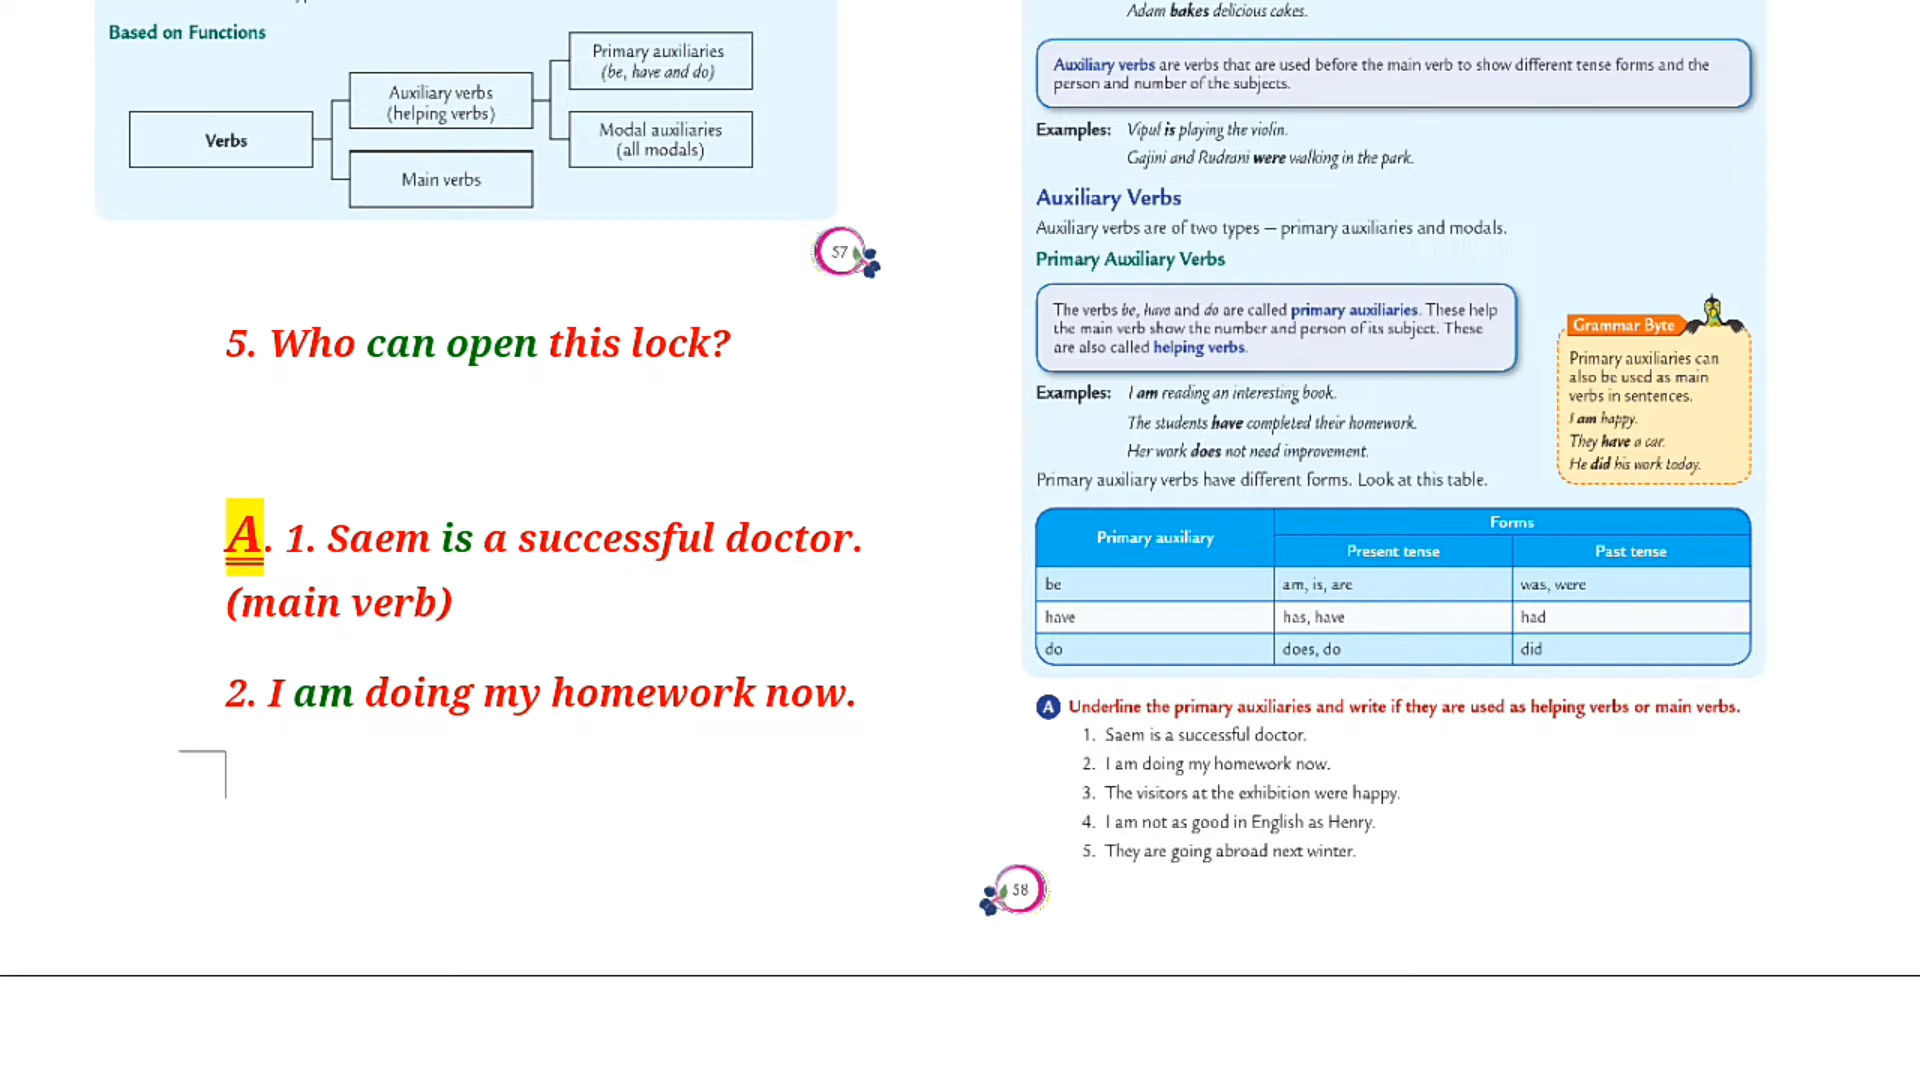 Based on Functions
Verbs
Auxiliary verbs
(helping verbs)
Main verbs
Primary auxiliaries
(be, have and do)
Modal auxiliaries
(all modals)
57
5. Who can open this lock?
A. 1. Saem is a successful doctor.
(main verb)
2. I am doing my homework now.
Adam bakes delicious cakes.
Auxiliary verbs are verbs that are used before the main verb to show different tense forms and the
person and number of the subjects.
Examples: Vipul is playing the violin.
Gajini and Rudrani were walking in the park.
Auxiliary Verbs
Auxiliary verbs are of two types — primary auxiliaries and modals.
Primary Auxiliary Verbs
The verbs be, have and do are called primary auxiliaries. These help
the main verb show the number and person of its subject. These
are also called helping verbs.
Grammar Byte
Primary auxiliaries can
also be used as main
verbs in sentences.
I am happy.
They have a car.
He did his work today.
Examples: I am reading an interesting book.
The students have completed their homework.
Her work does not need improvement.
Primary auxiliary verbs have different forms. Look at this table.
Primary auxiliary
Forms
Present tense Past tense
be am, is, are was, were
have has, have had
do does, do did
A Underline the primary auxiliaries and write if they are used as helping verbs or main verbs.
1. Saem is a successful doctor.
2. I am doing my homework now.
3. The visitors at the exhibition were happy.
4. I am not as good in English as Henry.
5. They are going abroad next winter.
58